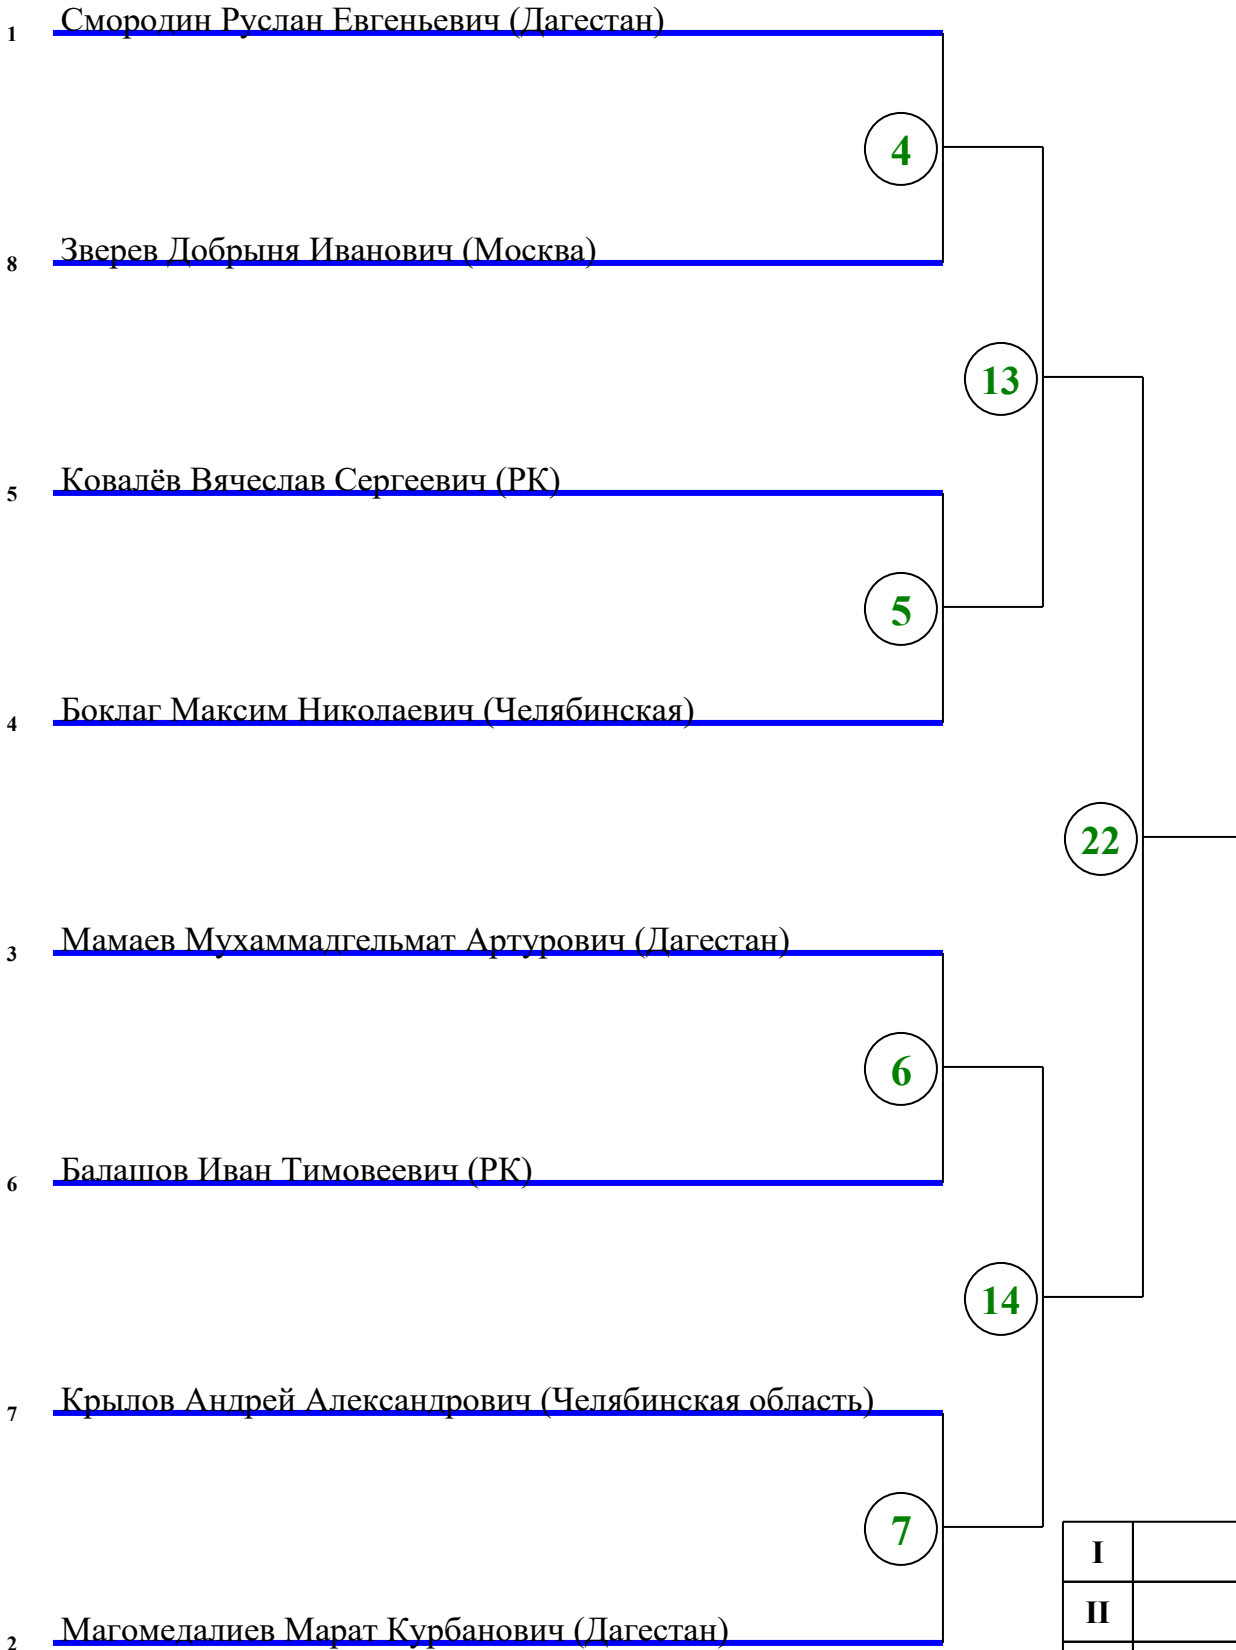 1 Смородин Руслан Евгеньевич (Дагестан)
4
8 Зверев Добрыня Иванович (Москва)
13
5 Ковалёв Вячеслав Сергеевич (РК)
5
4 Боклаг Максим Николаевич (Челябинская)
22
3 Мамаев Мухаммадгельмат Артурович (Дагестан)
6
6 Балашов Иван Тимовеевич (РК)
14
7 Крылов Андрей Александрович (Челябинская область)
7
I
II
2 Магомедалиев Марат Курбанович (Дагестан)